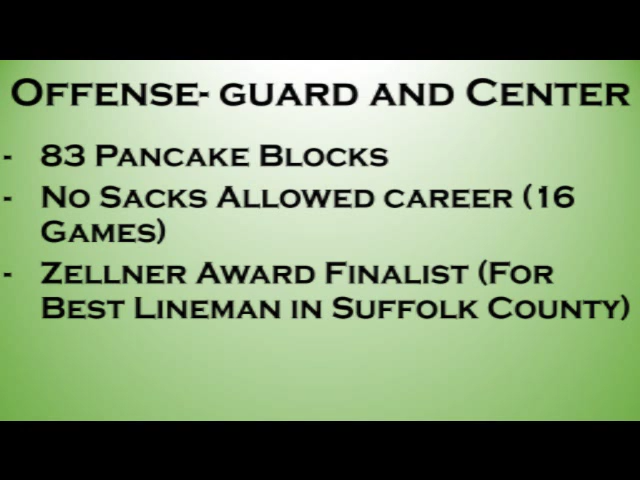 Offense- guard and Center
- 83 Pancake Blocks
- No Sacks Allowed career (16
Games)
- Zellner Award Finalist (For
Best Lineman in Suffolk County)